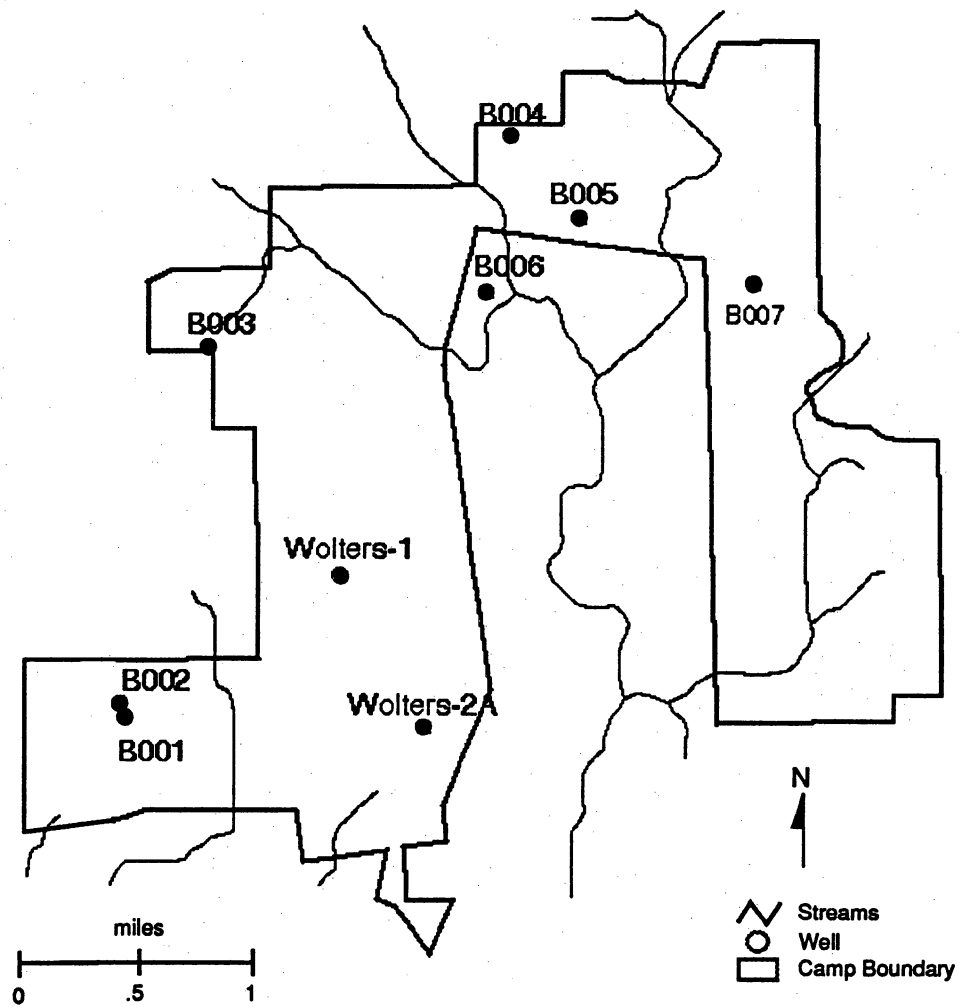 B004
B005
B006
B007
B003
Wolters-1
B002
Wolters-2A
B001
N
miles
0 .5 1
Streams
Well
Camp Boundary